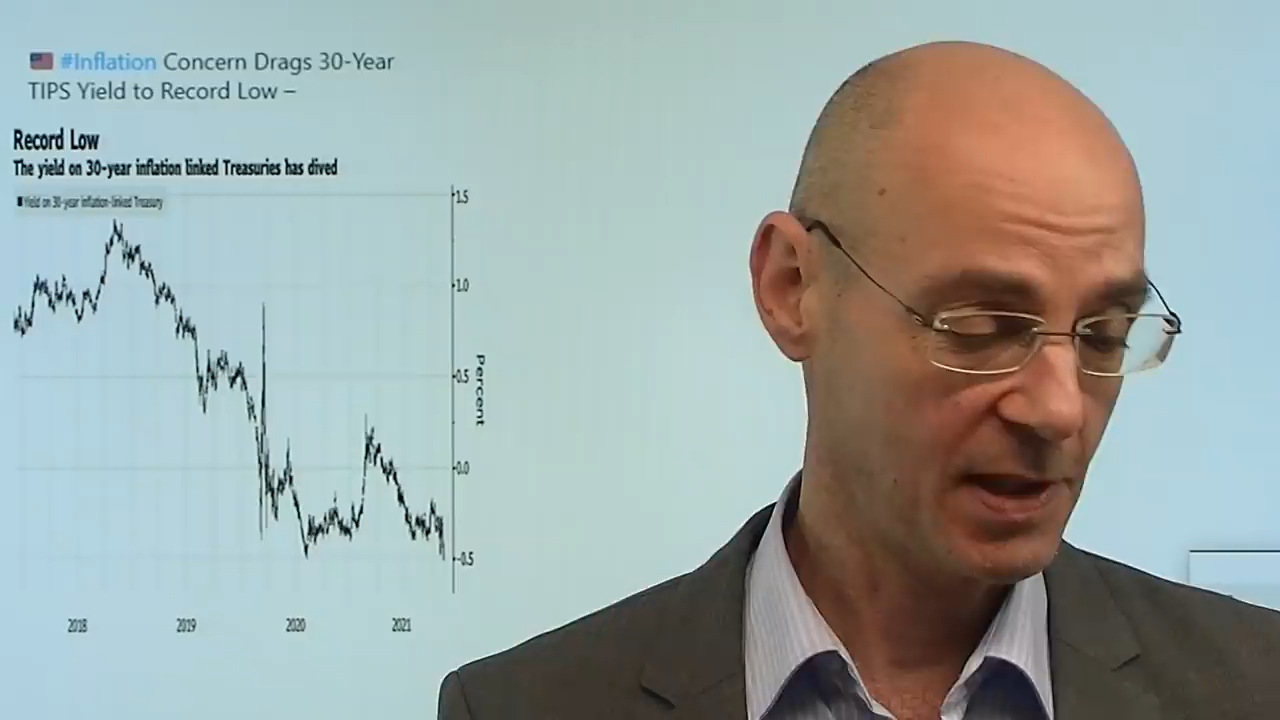 #Inflation Concern Drags 30-Year
TIPS Yield to Record Low –
Record Low
The yield on 30-year inflation linked Treasuries has dived
Yield on 30-year inflation-linked Treasury
1.5
1.0
0.5
0.0
-0.5
Percent
2018 2019 2020 2021